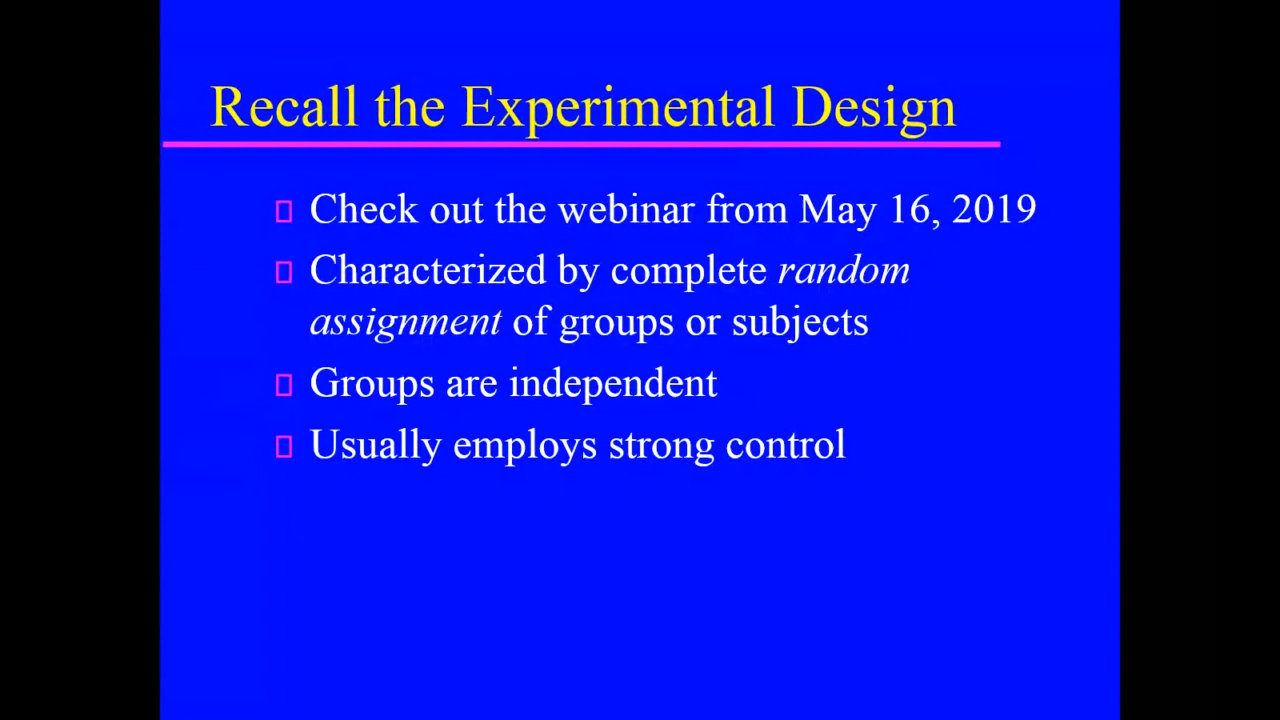 Recall the Experimental Design
Check out the webinar from May 16, 2019
Characterized by complete random
assignment of groups or subjects
Groups are independent
Usually employs strong control